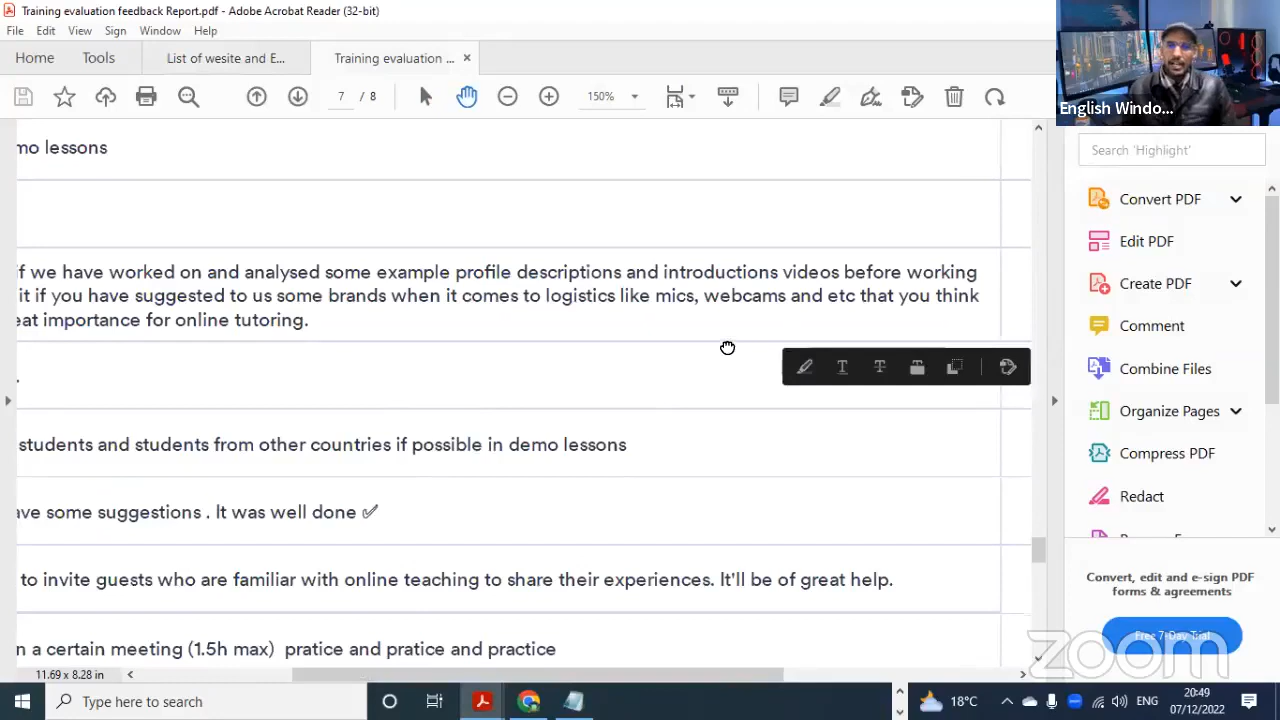 Training evaluation feedback Report.pdf - Adobe Acrobat Reader (32-bit)
File Edit View Sign Window Help
Home Tools List of wesite and E... Training evaluation ... ×
7 / 8 150%
English Windo...
Search 'Highlight'
mo lessons
if we have worked on and analysed some example profile descriptions and introductions videos before working
it if you have suggested to us some brands when it comes to logistics like mics, webcams and etc that you think
eat importance for online tutoring.
.
students and students from other countries if possible in demo lessons
ave some suggestions . It was well done ✅
to invite guests who are familiar with online teaching to share their experiences. It'll be of great help.
n a certain meeting (1.5h max) pratice and pratice and practice
Convert PDF
Edit PDF
Create PDF
Comment
Combine Files
Organize Pages
Compress PDF
Redact
Convert, edit and e-sign PDF
forms & agreements
Free 7-Day Trial
zoom
11.69 x 8.28 in
Type here to search
18°C
ENG
20:49
07/12/2022